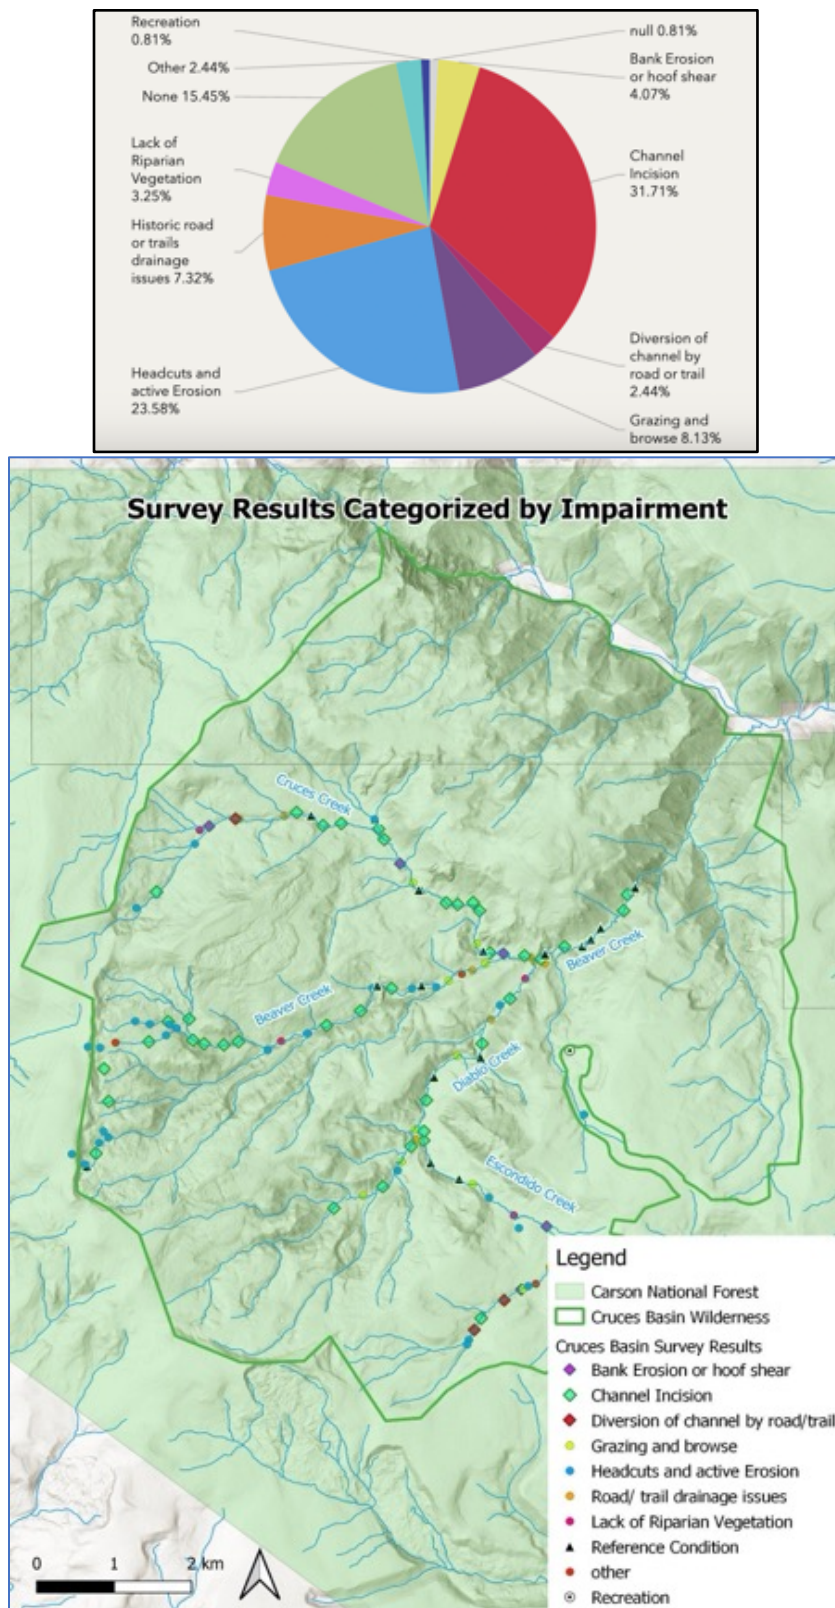 Recreation
0.81%
Other 2.44%
None 15.45%
Lack of
Riparian
Vegetation
3.25%
Historic road
or trails
drainage
issues 7.32%
Headcuts and
active Erosion
23.58%
null 0.81%
Bank Erosion
or hoof shear
4.07%
Channel
Incision
31.71%
Diversion of
channel by
road or trail
2.44%
Grazing and
browse 8.13%
Survey Results Categorized by Impairment
Cruces Creek
Beaver Creek
Beaver Creek
Diablo Creek
Escondido Creek
Legend
Carson National Forest
Cruces Basin Wilderness
Cruces Basin Survey Results
Bank Erosion or hoof shear
Channel Incision
Diversion of channel by road/trail
Grazing and browse
Headcuts and active Erosion
Road/ trail drainage issues
Lack of Riparian Vegetation
Reference Condition
other
Recreation
0 1 2 km